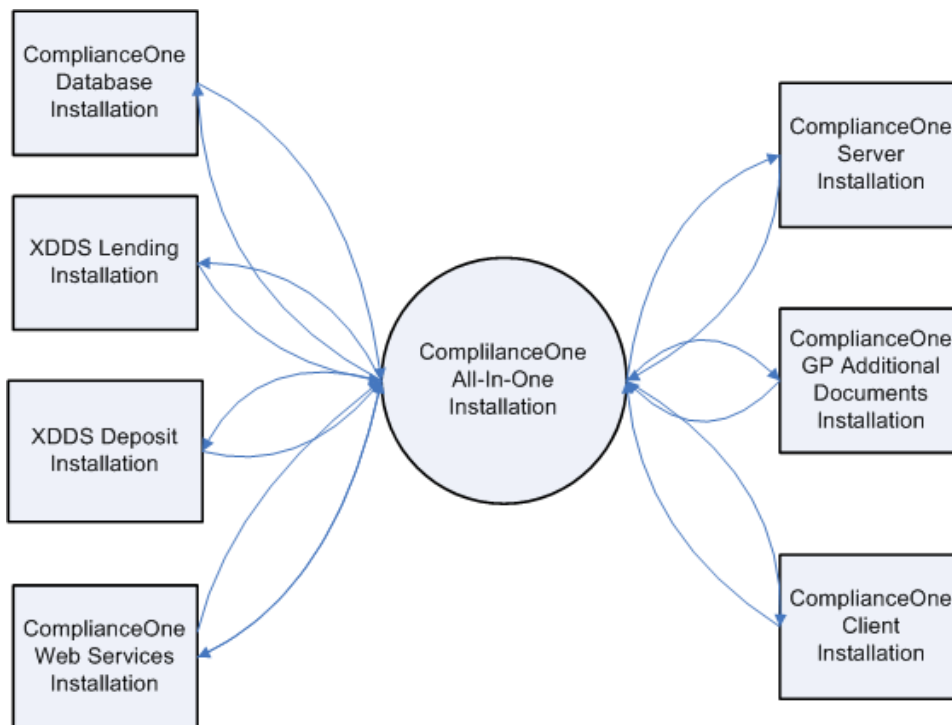 ComplianceOne
Database
Installation
XDDS Lending
Installation
XDDS Deposit
Installation
ComplianceOne
Web Services
Installation
ComplilanceOne
All-In-One
Installation
ComplianceOne
Server
Installation
ComplianceOne
GP Additional
Documents
Installation
ComplianceOne
Client
Installation